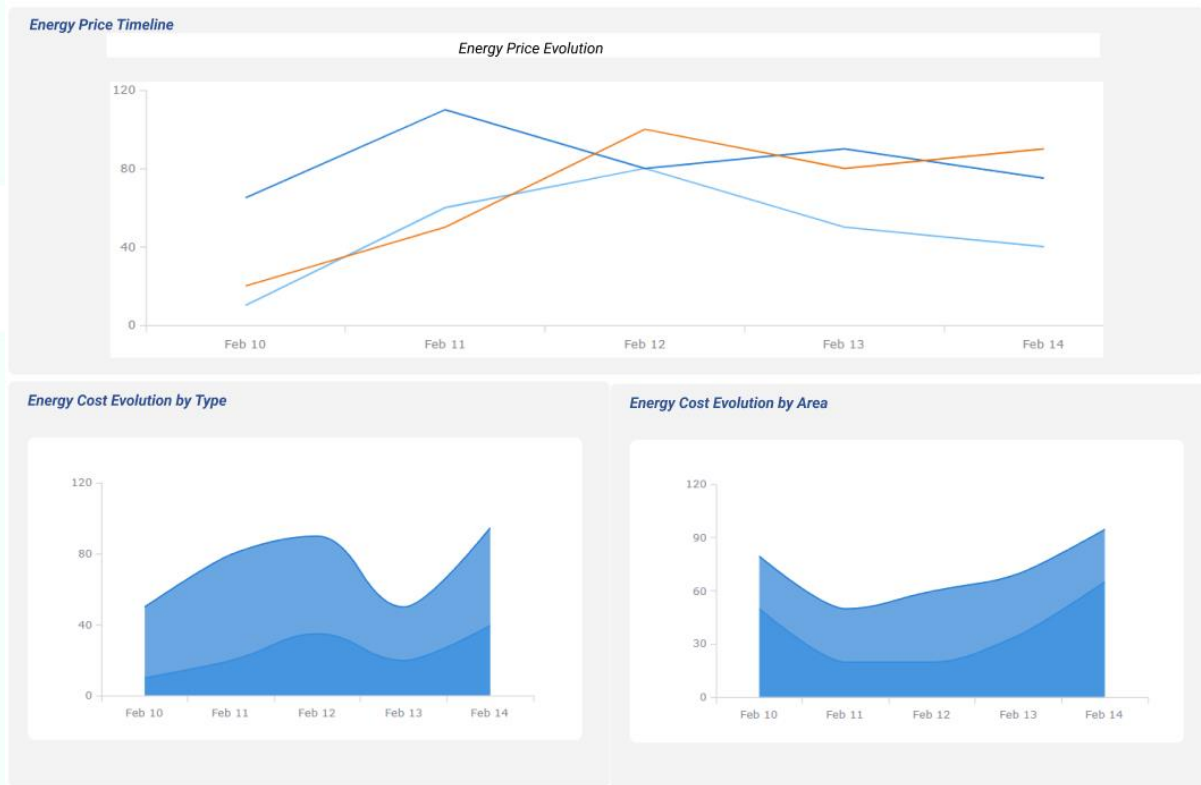 Energy Price Timeline
Energy Price Evolution
120
80
40
0
Feb 10 Feb 11 Feb 12 Feb 13 Feb 14
Energy Cost Evolution by Type
120
80
40
0
Feb 10 Feb 11 Feb 12 Feb 13 Feb 14
Energy Cost Evolution by Area
120
90
60
30
0
Feb 10 Feb 11 Feb 12 Feb 13 Feb 14